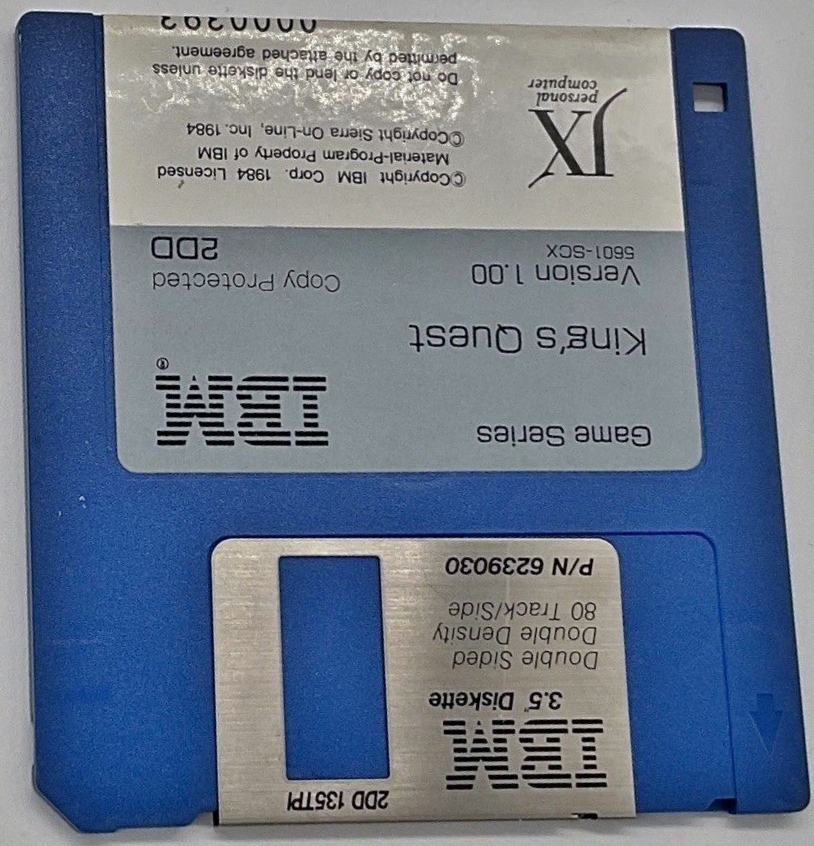 2DD 135TPI
IBM
3.5" Diskette
Double Sided
Double Density
80 Track/Side
P/N 6239030
Game Series
IBM®
King's Quest
Version 1.00
5601-SCX
Copy Protected
2DD
JX
personal
computer
©Copyright IBM Corp. 1984 Licensed
Material-Program Property of IBM
©Copyright Sierra On-Line, Inc. 1984
Do not copy or lend the diskette unless
permitted by the attached agreement.
0000393